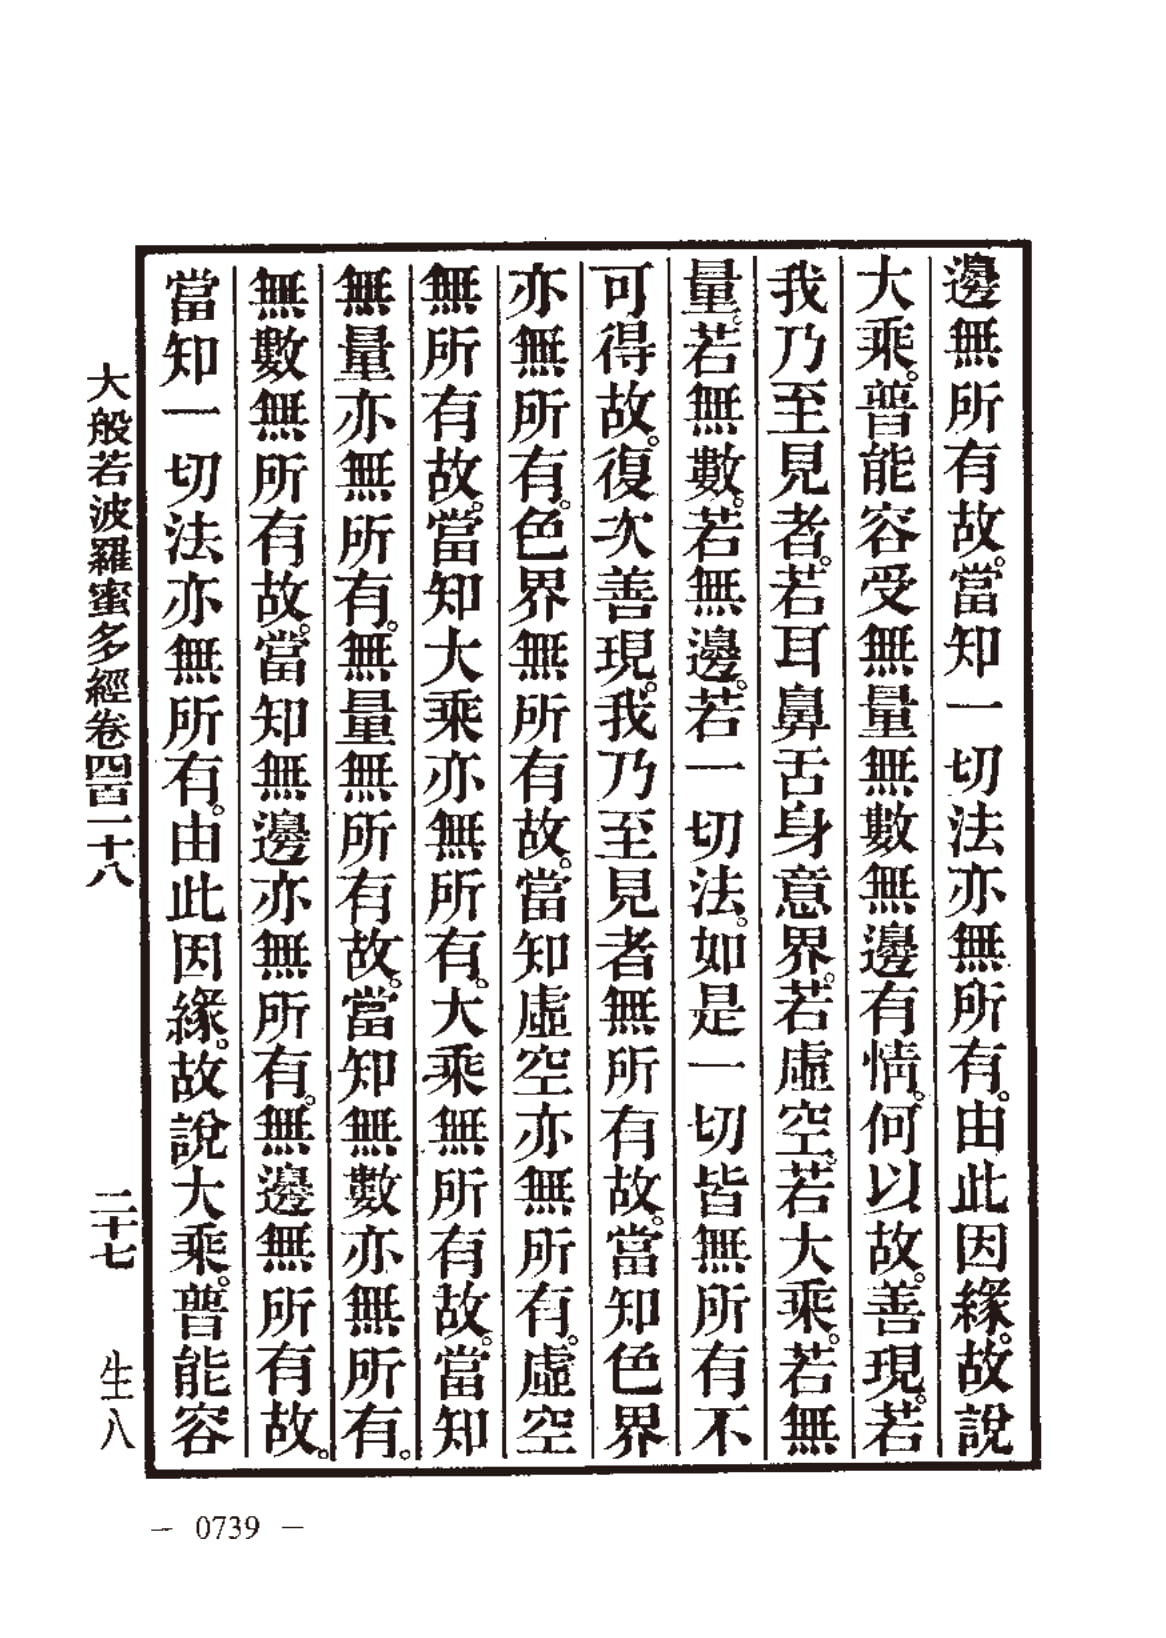 邊無所有故。當知一切法亦無所有。由此因緣。故說
大乘。普能容受無量無數無邊有情。何以故。善現。若
我乃至見者。若耳鼻舌身意界。若虛空。若大乘。若無
量。若無數。若無邊。若一切法。如是一切皆無所有不
可得故。復次善現。我乃至見者無所有故。當知色界
亦無所有。色界無所有故。當知虛空亦無所有。虛空
無所有故。當知大乘亦無所有。大乘無所有故。當知
無量亦無所有。無量無所有故。當知無數亦無所有。
無數無所有故。當知無邊亦無所有。無邊無所有故。
當知一切法亦無所有。由此因緣。故說大乘。普能容
大般若波羅蜜多經卷四百一十八 二十七 生八
— 0739 —